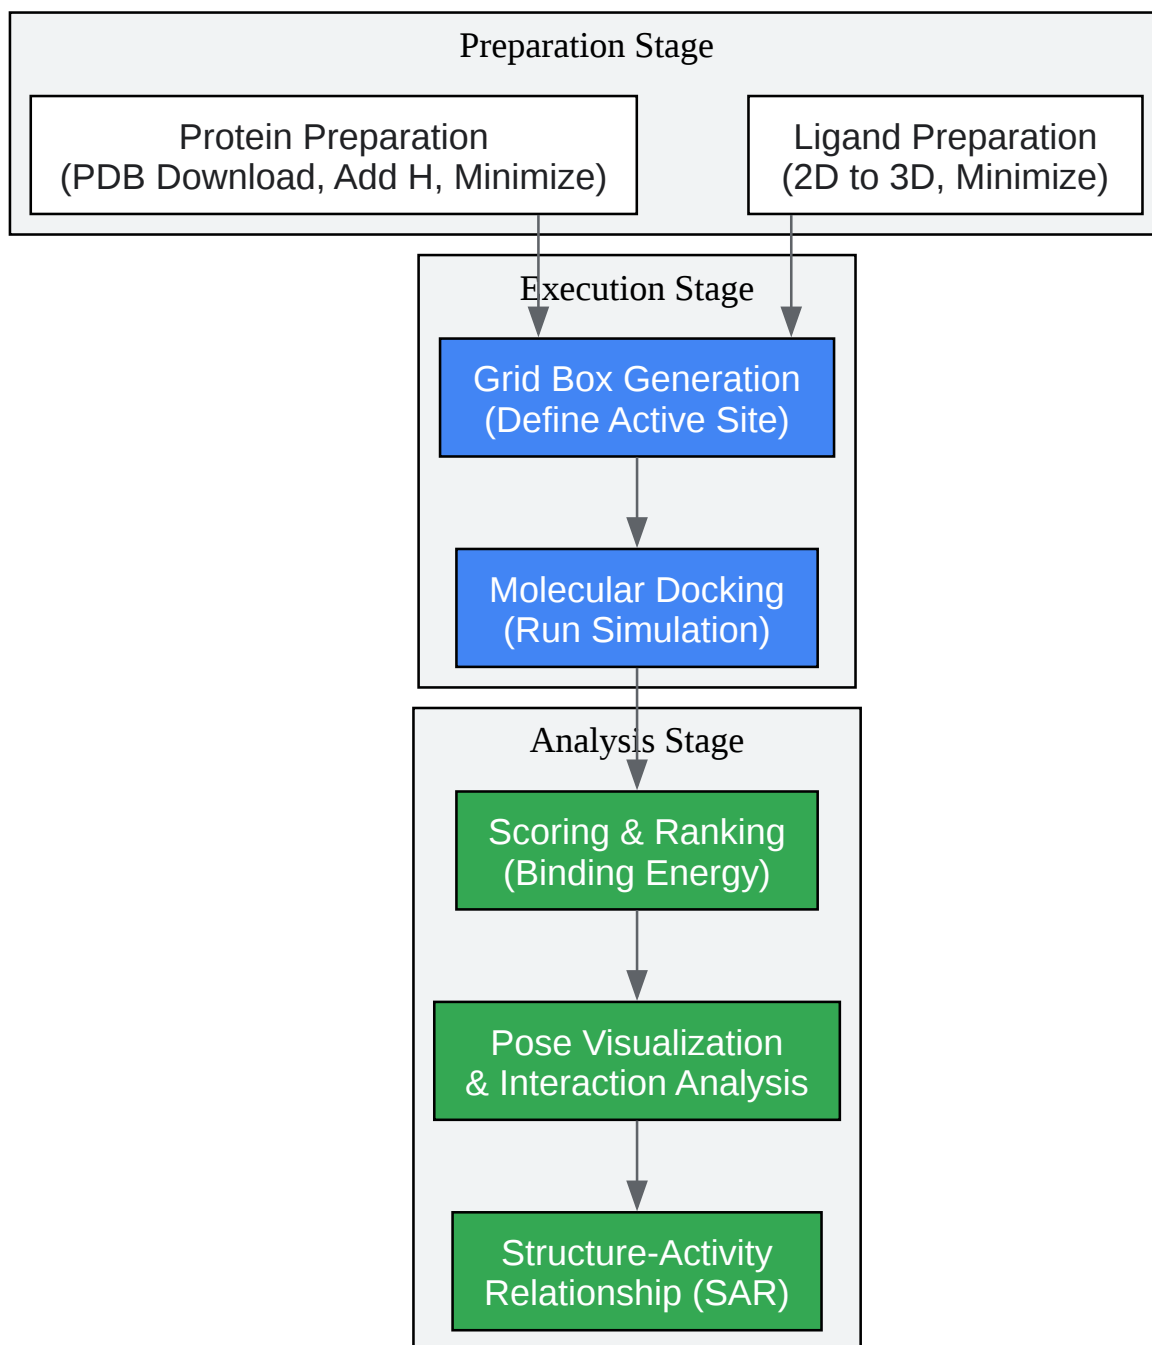 Preparation Stage
Protein Preparation
(PDB Download, Add H, Minimize)
Ligand Preparation
(2D to 3D, Minimize)
Execution Stage
Grid Box Generation
(Define Active Site)
Molecular Docking
(Run Simulation)
Analysis Stage
Scoring & Ranking
(Binding Energy)
Pose Visualization
& Interaction Analysis
Structure-Activity
Relationship (SAR)